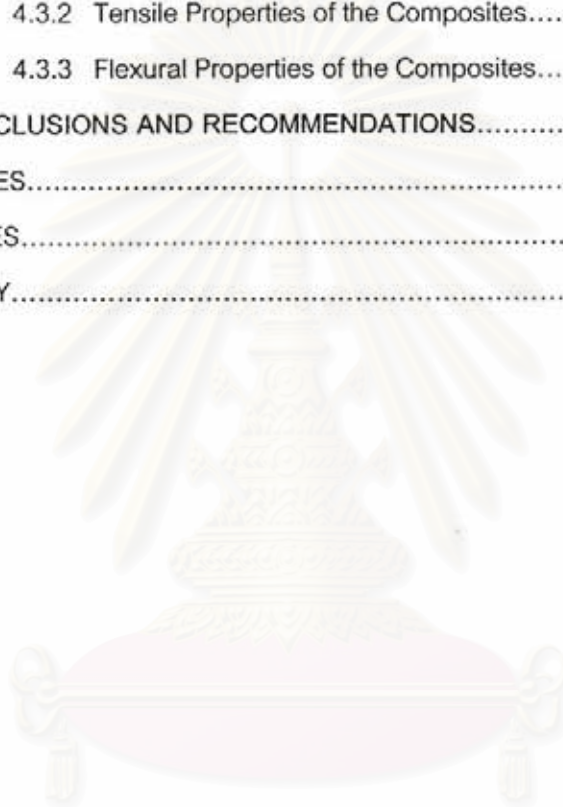 4.3.2 Tensile Properties of the Composites....
4.3.3 Flexural Properties of the Composites...
CLUSIONS AND RECOMMENDATIONS...........
ES................................................................
ES................................................................
Y.................................................................